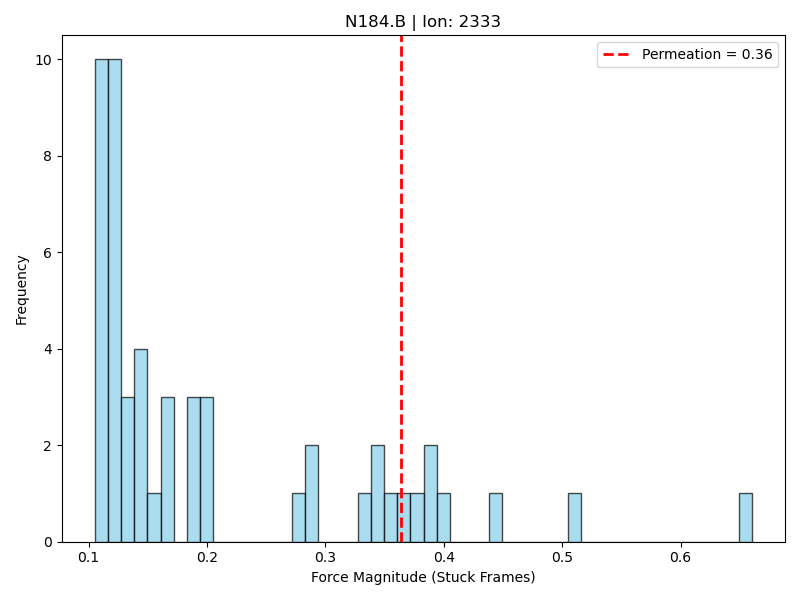 N184.B | Ion: 2333
Permeation = 0.36
10
8
6
4
2
0
Frequency
0.1 0.2 0.3 0.4 0.5 0.6
Force Magnitude (Stuck Frames)